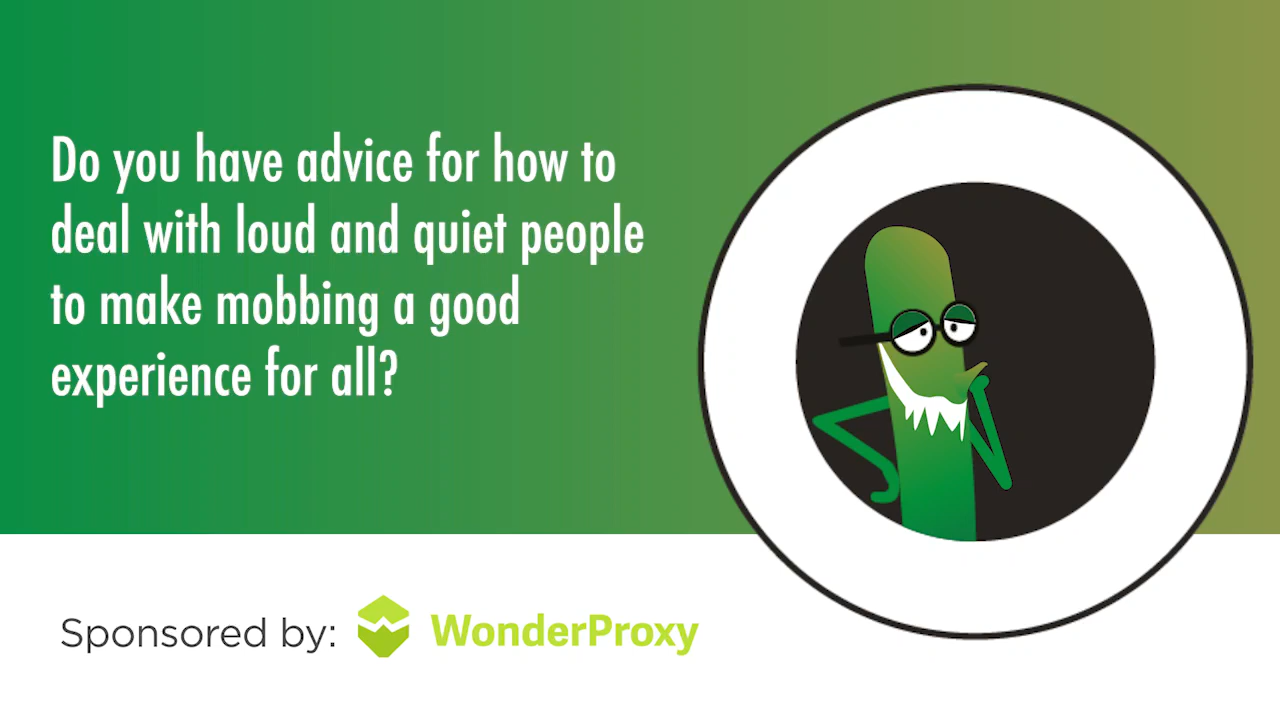 Do you have advice for how to
deal with loud and quiet people
to make mobbing a good
experience for all?
Sponsored by: WonderProxy